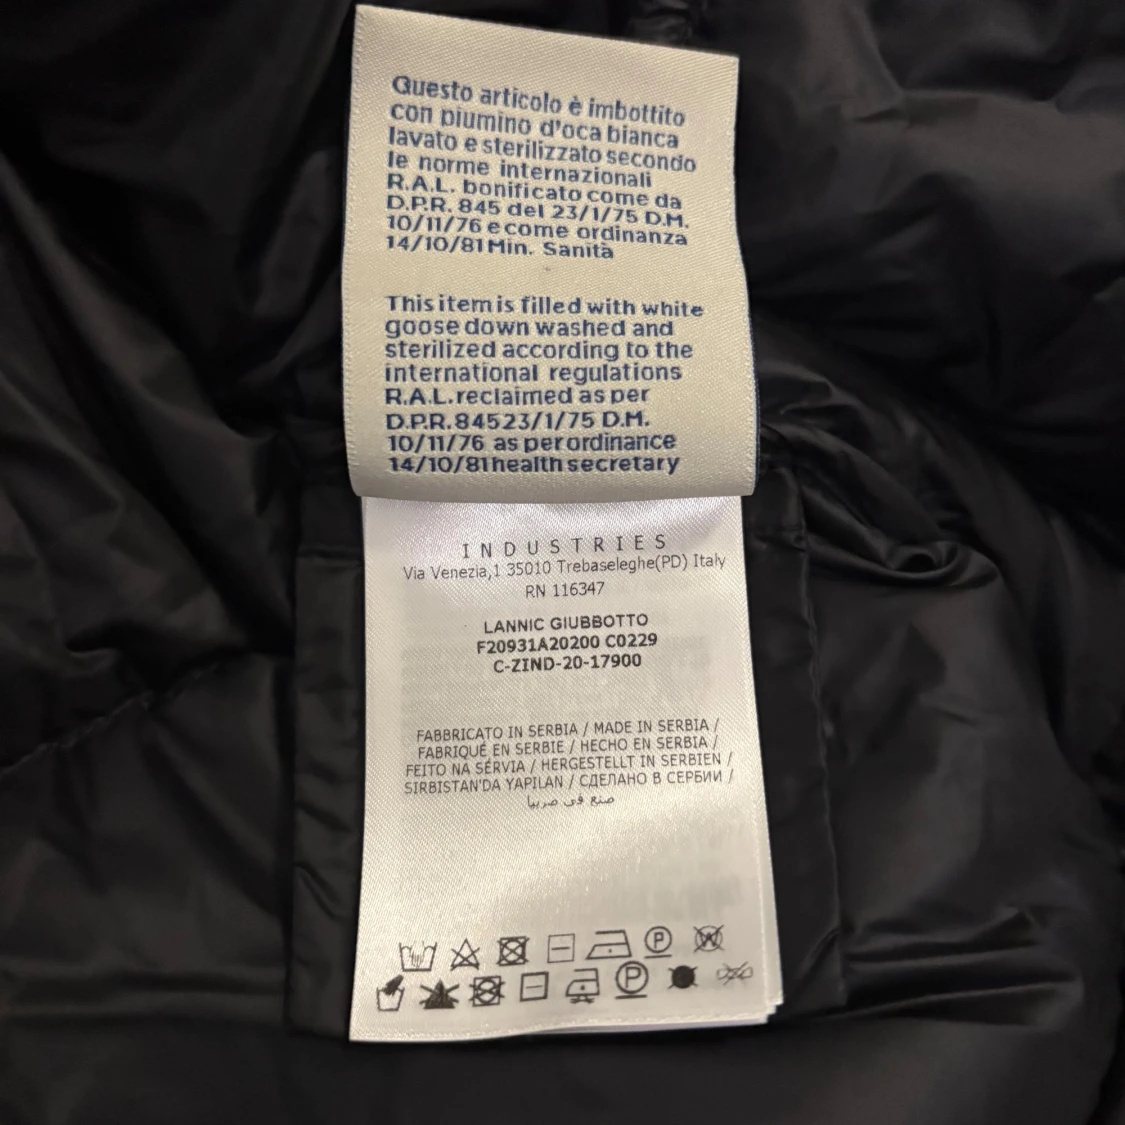 Questo articolo è imbottito
con piumino d'oca bianca
lavato e sterilizzato secondo
le norme internazionali
R.A.L. bonificato come da
D.P.R. 845 del 23/1/75 D.M.
10/11/76 e come ordinanza
14/10/81 Min. Sanità
This item is filled with white
goose down washed and
sterilized according to the
international regulations
R.A.L. reclaimed as per
D.P.R. 84523/1/75 D.M.
10/11/76 as per ordinance
14/10/81 health secretary
INDUSTRIES
Via Venezia,1 35010 Trebaseleghe(PD) Italy
RN 116347
LANNIC GIUBBOTTO
F20931A20200 C0229
C-ZIND-20-17900
FABBRICATO IN SERBIA / MADE IN SERBIA /
FABRIQUÉ EN SERBIE / HECHO EN SERBIA /
FEITO NA SÉRVIA / HERGESTELLT IN SERBIEN /
SIRBISTAN'DA YAPILAN / СДЕЛАНО В СЕРБИИ /
صنع في صربيا
P W
P